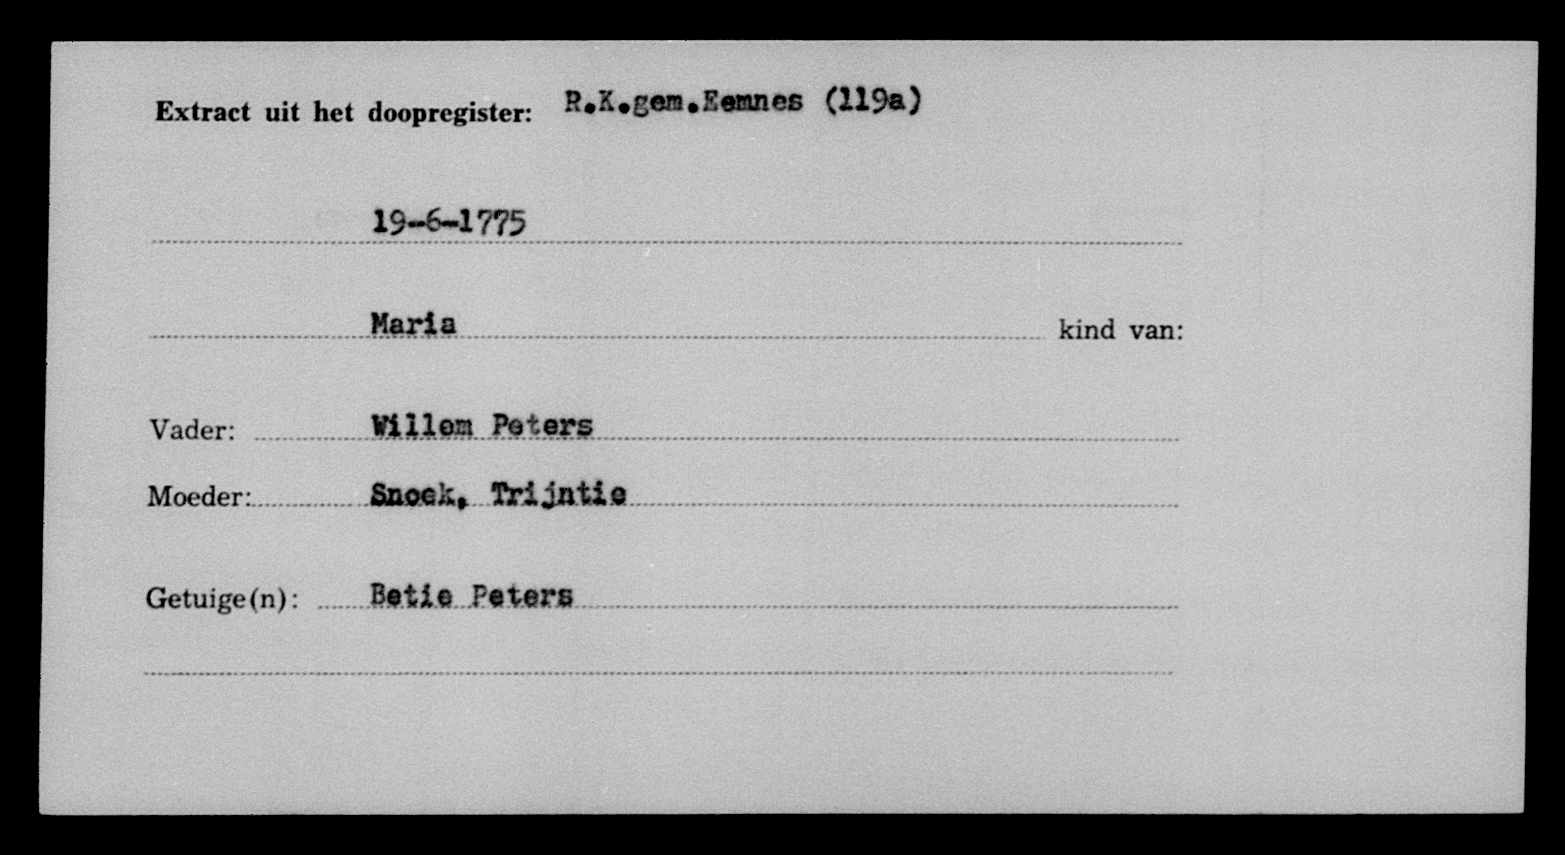 Extract uit het doopregister: R.K.gem.Eemnes (119a)
19-6-1775
Maria kind van:
Vader: Willem Peters
Moeder: Snoek, Trijntie
Getuige(n): Betie Peters